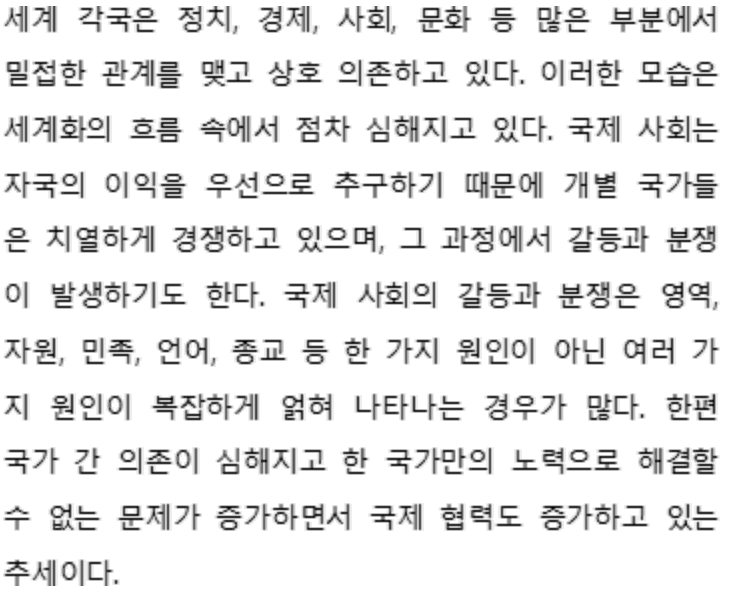 세계 각국은 정치, 경제, 사회, 문화 등 많은 부분에서
밀접한 관계를 맺고 상호 의존하고 있다. 이러한 모습은
세계화의 흐름 속에서 점차 심해지고 있다. 국제 사회는
자국의 이익을 우선으로 추구하기 때문에 개별 국가들
은 치열하게 경쟁하고 있으며, 그 과정에서 갈등과 분쟁
이 발생하기도 한다. 국제 사회의 갈등과 분쟁은 영역,
자원, 민족, 언어, 종교 등 한 가지 원인이 아닌 여러 가
지 원인이 복잡하게 얽혀 나타나는 경우가 많다. 한편
국가 간 의존이 심해지고 한 국가만의 노력으로 해결할
수 없는 문제가 증가하면서 국제 협력도 증가하고 있는
추세이다.